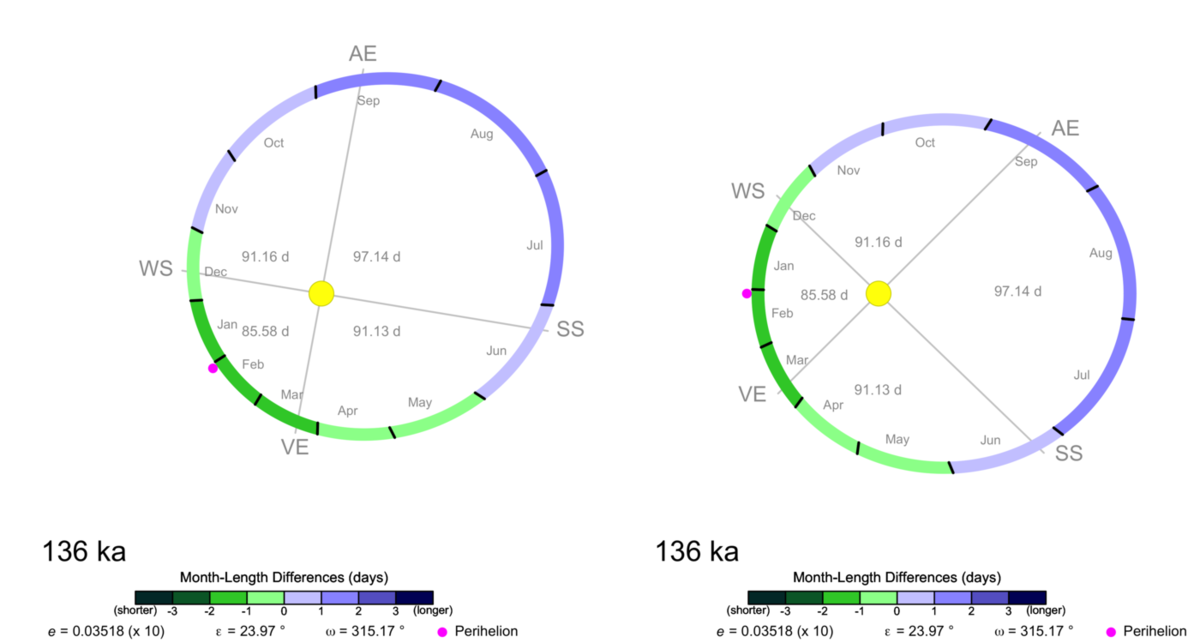 AE
Sep
Oct
Aug
Nov
Jul
WS
Dec
91.16 d
97.14 d
Jan
85.58 d
91.13 d
SS
Feb
Jun
Mar
Apr
May
VE
136 ka
Month-Length Differences (days)
(shorter) -3 -2 -1 0 1 2 3 (longer)
e = 0.03518 (x 10) ε = 23.97 ° ω = 315.17 ° Perihelion
AE
Oct
Sep
Nov
WS
Dec
91.16 d
Aug
Jan
85.58 d
97.14 d
Feb
Mar
Jul
VE
91.13 d
Apr
May
Jun
SS
136 ka
Month-Length Differences (days)
(shorter) -3 -2 -1 0 1 2 3 (longer)
e = 0.03518 (x 10) ε = 23.97 ° ω = 315.17 ° Perihelion